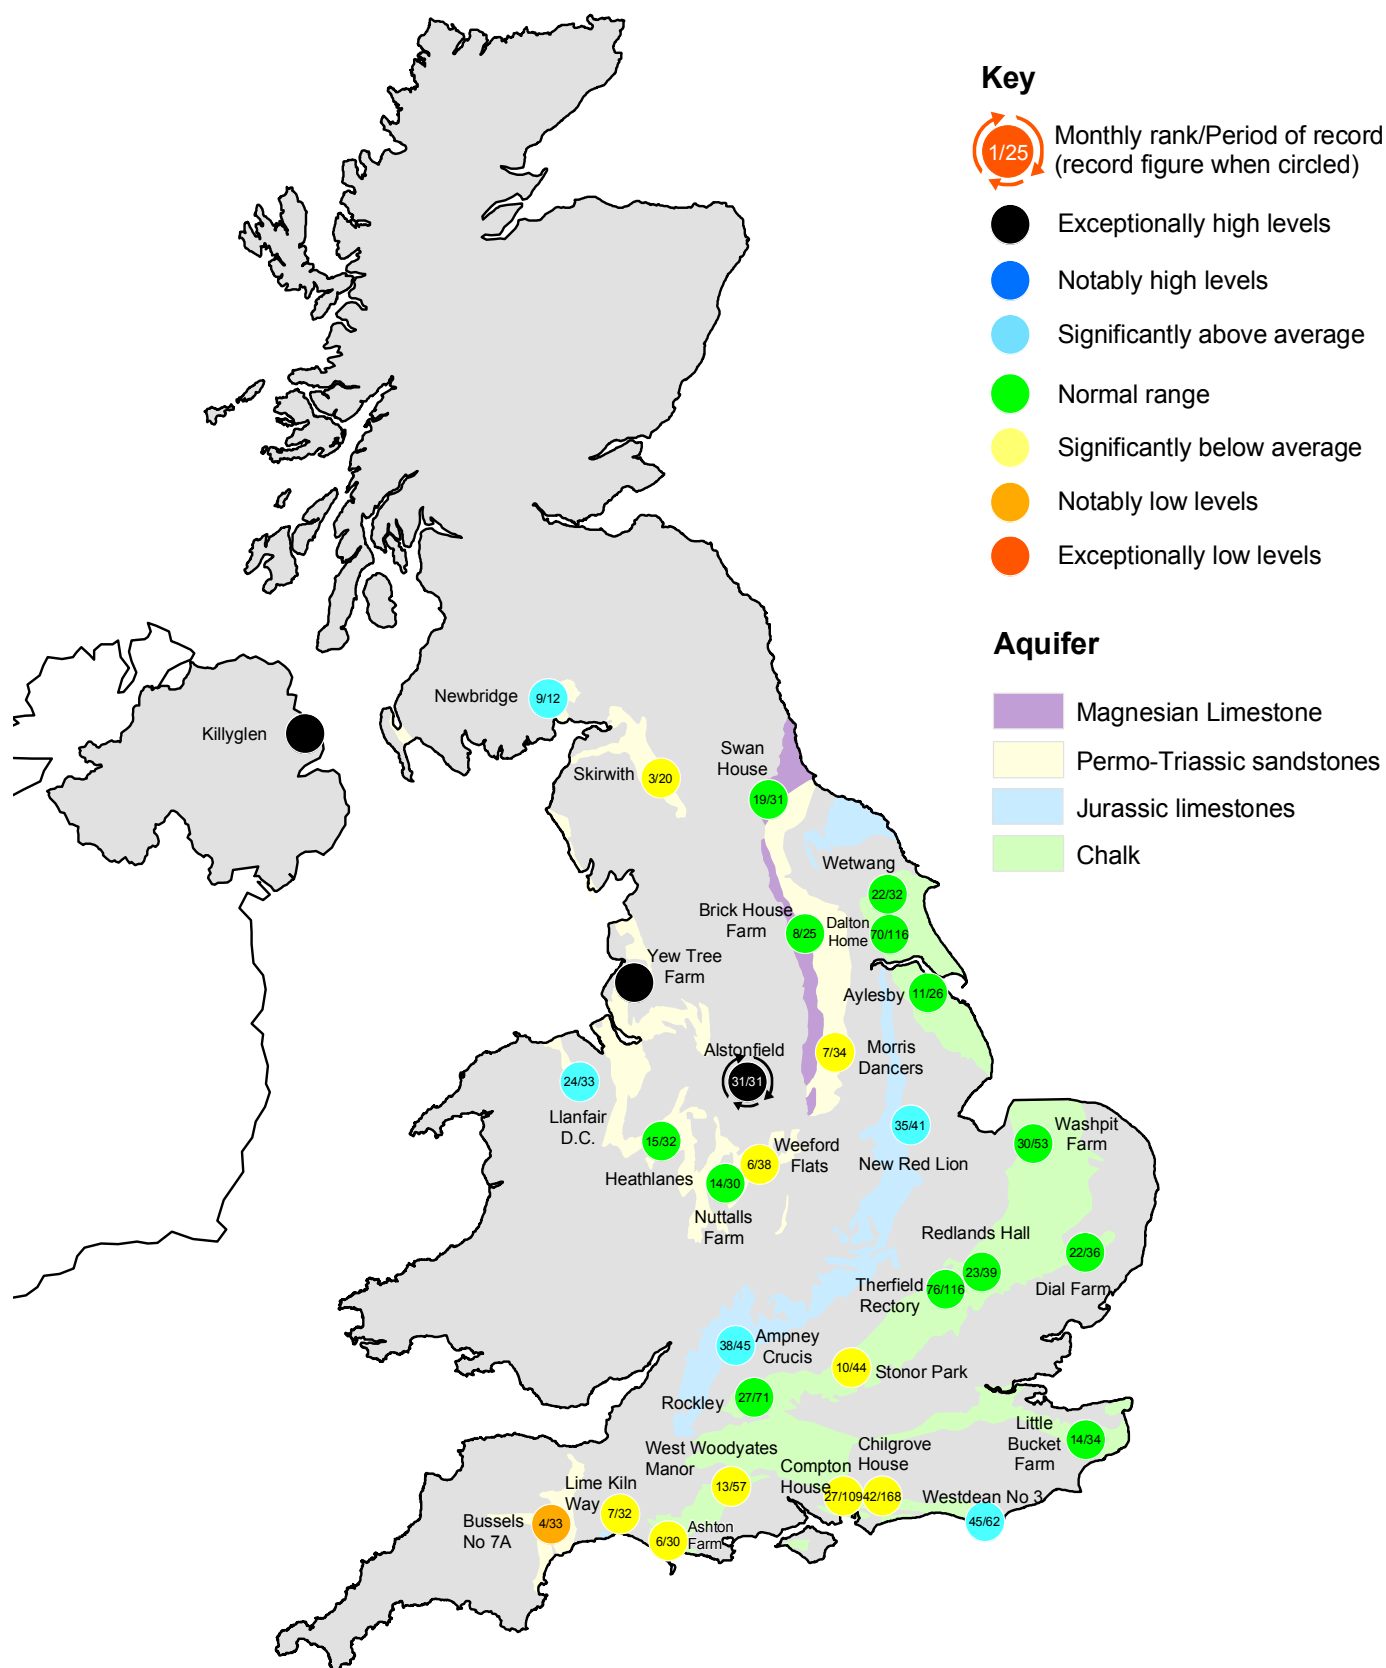 Key
1/25
Monthly rank/Period of record
(record figure when circled)
Exceptionally high levels
Notably high levels
Significantly above average
Normal range
Significantly below average
Notably low levels
Exceptionally low levels
Aquifer
Magnesian Limestone
Permo-Triassic sandstones
Jurassic limestones
Chalk
Newbridge
9/12
Killyglen
Skirwith
3/20
Swan
House
19/31
Wetwang
22/32
Brick House
Farm
8/25
Dalton
Home
70/116
Yew Tree
Farm
Aylesby
11/26
Alstonfield
31/31
7/34
Morris
Dancers
24/33
Llanfair
D.C.
35/41
New Red Lion
Washpit
Farm
30/53
15/32
Heathlanes
Weeford
Flats
6/38
14/30
Nuttalls
Farm
Redlands Hall
23/39
22/36
Dial Farm
Therfield
Rectory
76/116
38/45
Ampney
Crucis
10/44
Stonor Park
Rockley
27/71
Little
Bucket
Farm
14/34
West Woodyates
Manor
13/57
Chilgrove
House
42/168
Compton
House
27/109
Westdean No 3
45/62
Lime Kiln
Way
7/32
Bussels
No 7A
4/33
Ashton
Farm
6/30